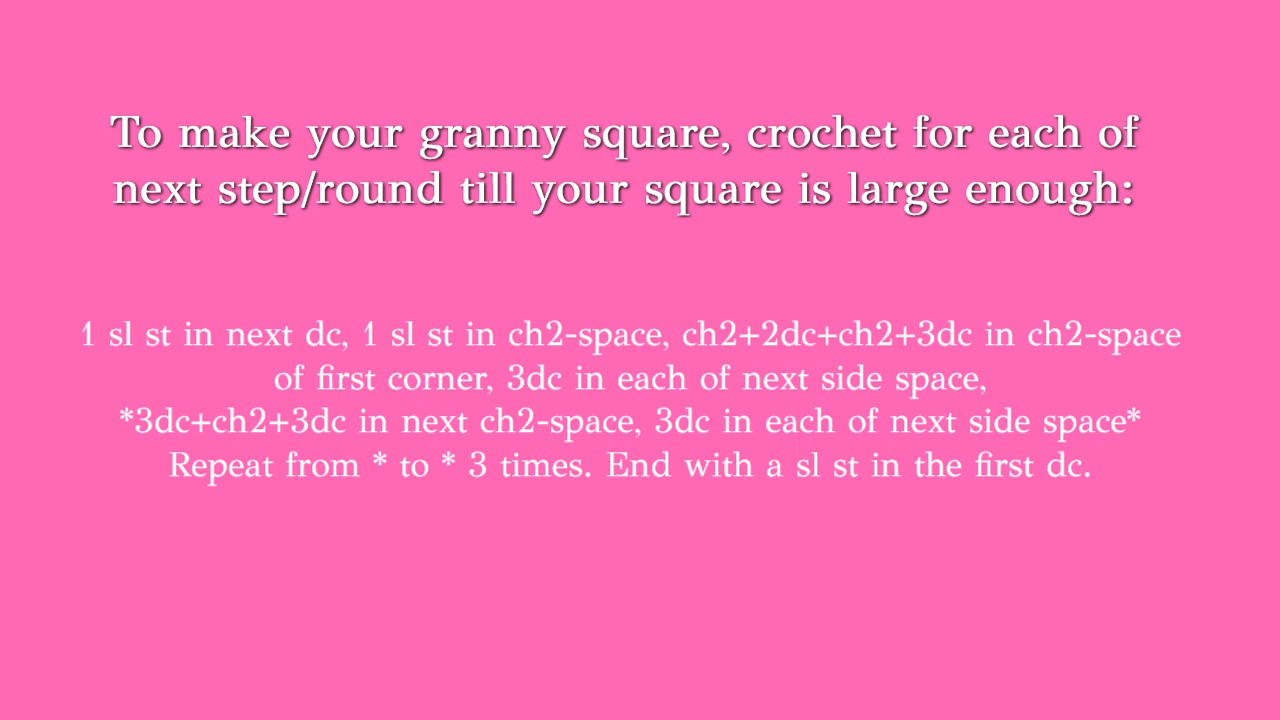 To make your granny square, crochet for each of
next step/round till your square is large enough:
1 sl st in next dc, 1 sl st in ch2-space, ch2+2dc+ch2+3dc in ch2-space
of first corner, 3dc in each of next side space,
*3dc+ch2+3dc in next ch2-space, 3dc in each of next side space*
Repeat from * to * 3 times. End with a sl st in the first dc.